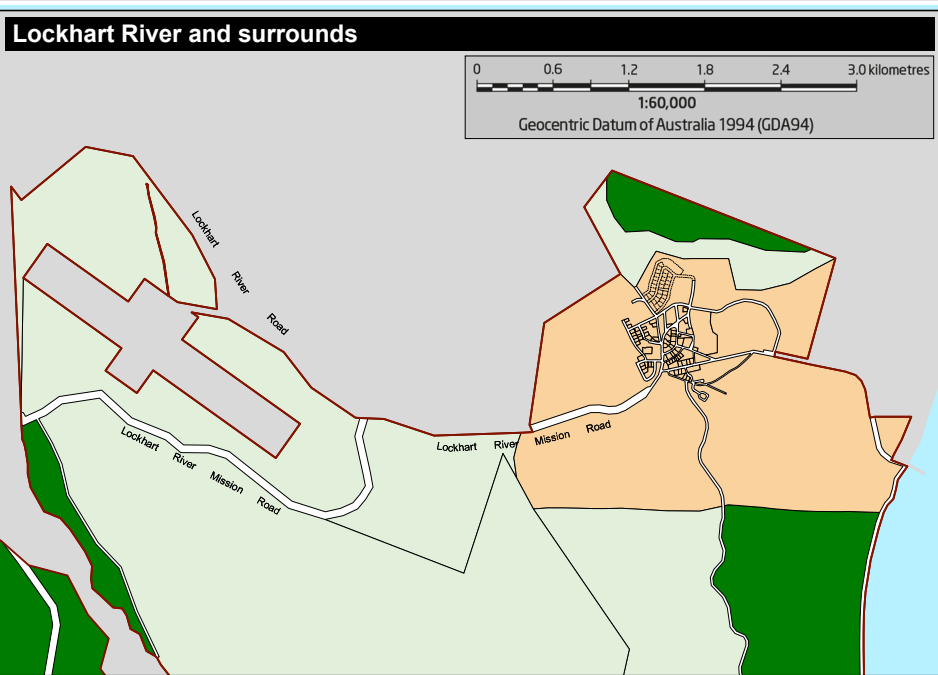 Lockhart River and surrounds
0 0.6 1.2 1.8 2.4 3.0 kilometres
1:60,000
Geocentric Datum of Australia 1994 (GDA94)
Lockhart River Road
Lockhart River Mission Road
Lockhart River Mission Road